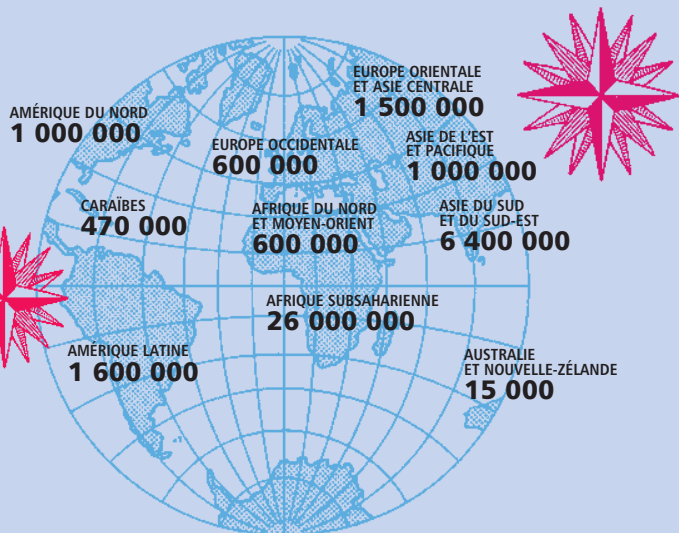 EUROPE ORIENTALE
ET ASIE CENTRALE
1 500 000
AMÉRIQUE DU NORD
1 000 000
EUROPE OCCIDENTALE
600 000
ASIE DE L'EST
ET PACIFIQUE
1 000 000
CARAÏBES
470 000
AFRIQUE DU NORD
ET MOYEN-ORIENT
600 000
ASIE DU SUD
ET DU SUD-EST
6 400 000
AFRIQUE SUBSAHARIENNE
26 000 000
AMÉRIQUE LATINE
1 600 000
AUSTRALIE
ET NOUVELLE-ZÉLANDE
15 000